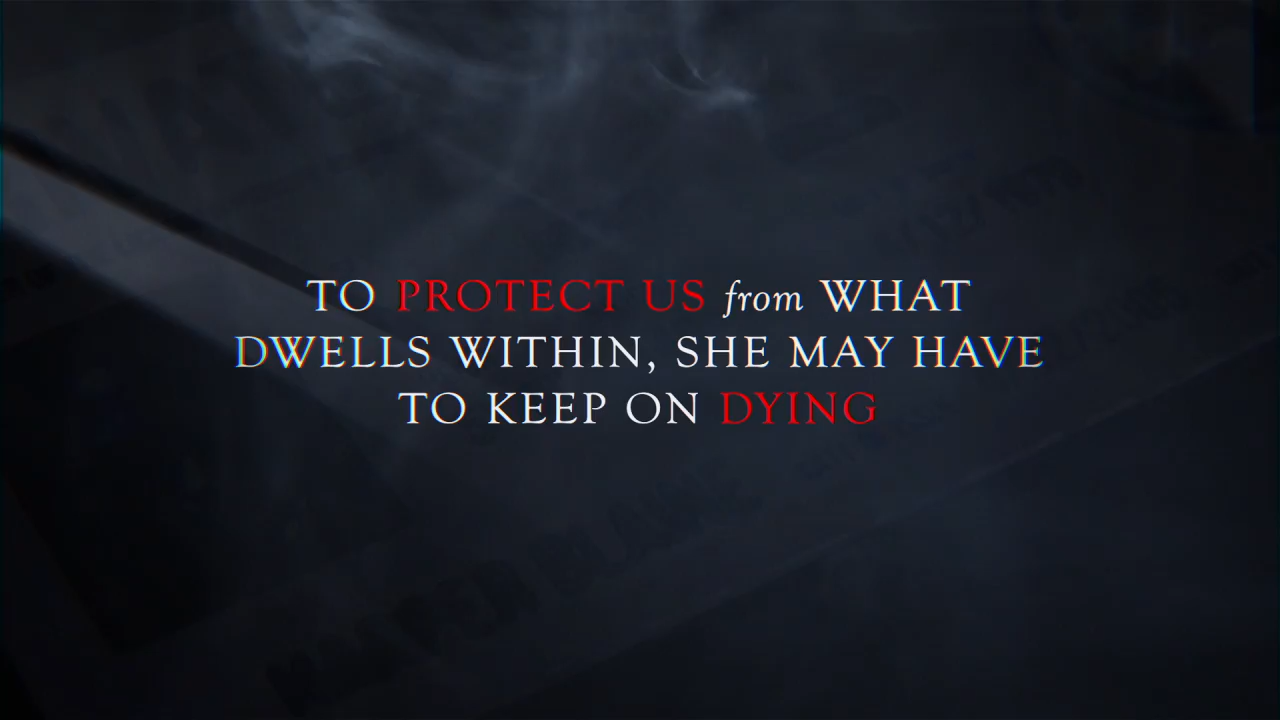 TO PROTECT US from WHAT
DWELLS WITHIN, SHE MAY HAVE
TO KEEP ON DYING